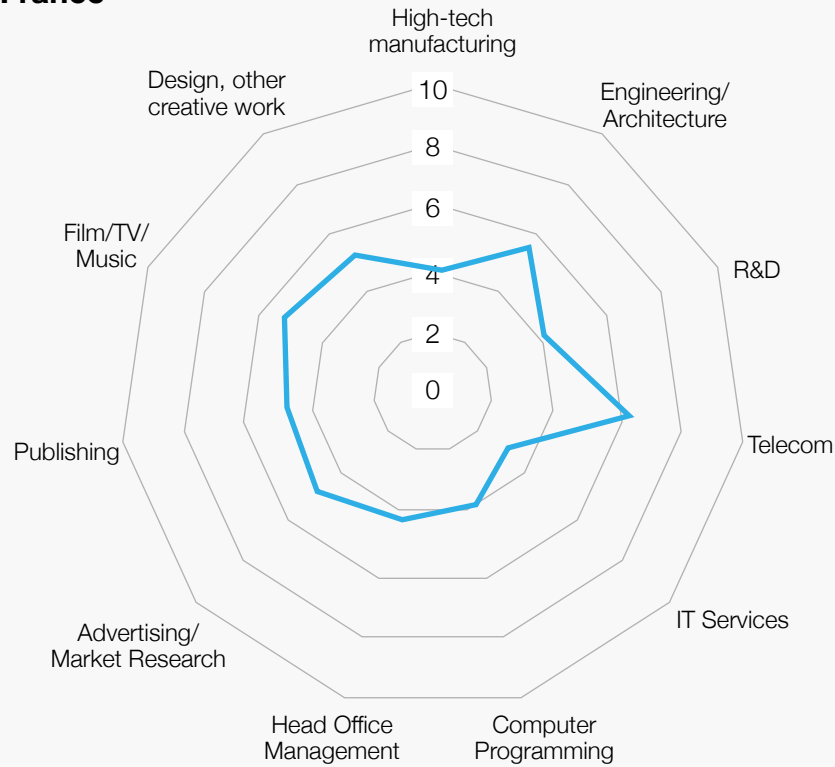 High-tech
manufacturing
Engineering/
Architecture
R&D
Telecom
IT Services
Computer
Programming
Head Office
Management
Advertising/
Market Research
Publishing
Film/TV/
Music
Design, other
creative work
10
8
6
4
2
0